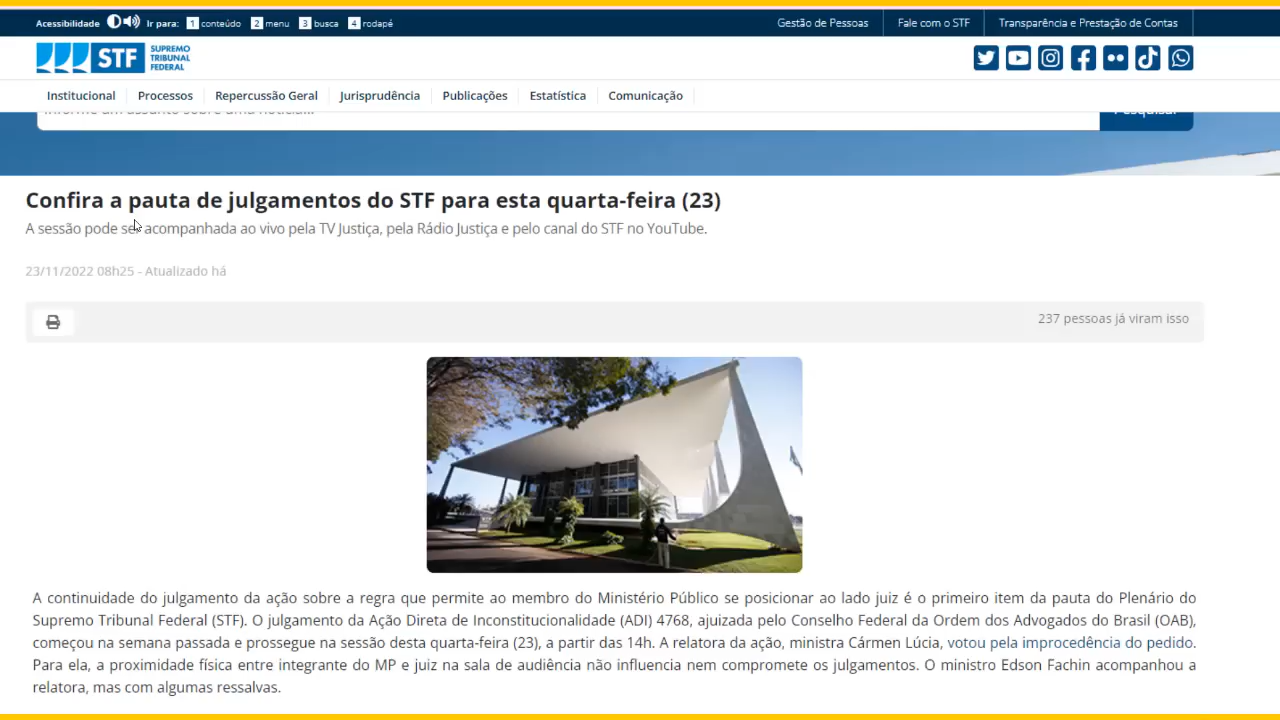 Acessibilidade Ir para: 1 conteúdo 2 menu 3 busca 4 rodapé Gestão de Pessoas Fale com o STF Transparência e Prestação de Contas
STF SUPREMO TRIBUNAL FEDERAL
Institucional Processos Repercussão Geral Jurisprudência Publicações Estatística Comunicação
Informe um assunto sobre uma notícia... Pesquisar
Confira a pauta de julgamentos do STF para esta quarta-feira (23)
A sessão pode ser acompanhada ao vivo pela TV Justiça, pela Rádio Justiça e pelo canal do STF no YouTube.
23/11/2022 08h25 - Atualizado há
237 pessoas já viram isso
A continuidade do julgamento da ação sobre a regra que permite ao membro do Ministério Público se posicionar ao lado juiz é o primeiro item da pauta do Plenário do
Supremo Tribunal Federal (STF). O julgamento da Ação Direta de Inconstitucionalidade (ADI) 4768, ajuizada pelo Conselho Federal da Ordem dos Advogados do Brasil (OAB),
começou na semana passada e prossegue na sessão desta quarta-feira (23), a partir das 14h. A relatora da ação, ministra Cármen Lúcia, votou pela improcedência do pedido.
Para ela, a proximidade física entre integrante do MP e juiz na sala de audiência não influencia nem compromete os julgamentos. O ministro Edson Fachin acompanhou a
relatora, mas com algumas ressalvas.